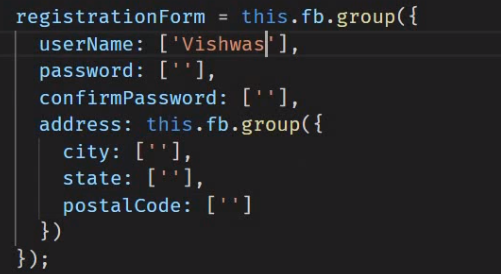 registrationForm = this.fb.group({
userName: ['Vishwas'],
password: [''],
confirmPassword: [''],
address: this.fb.group({
city: [''],
state: [''],
postalCode: ['']
})
});